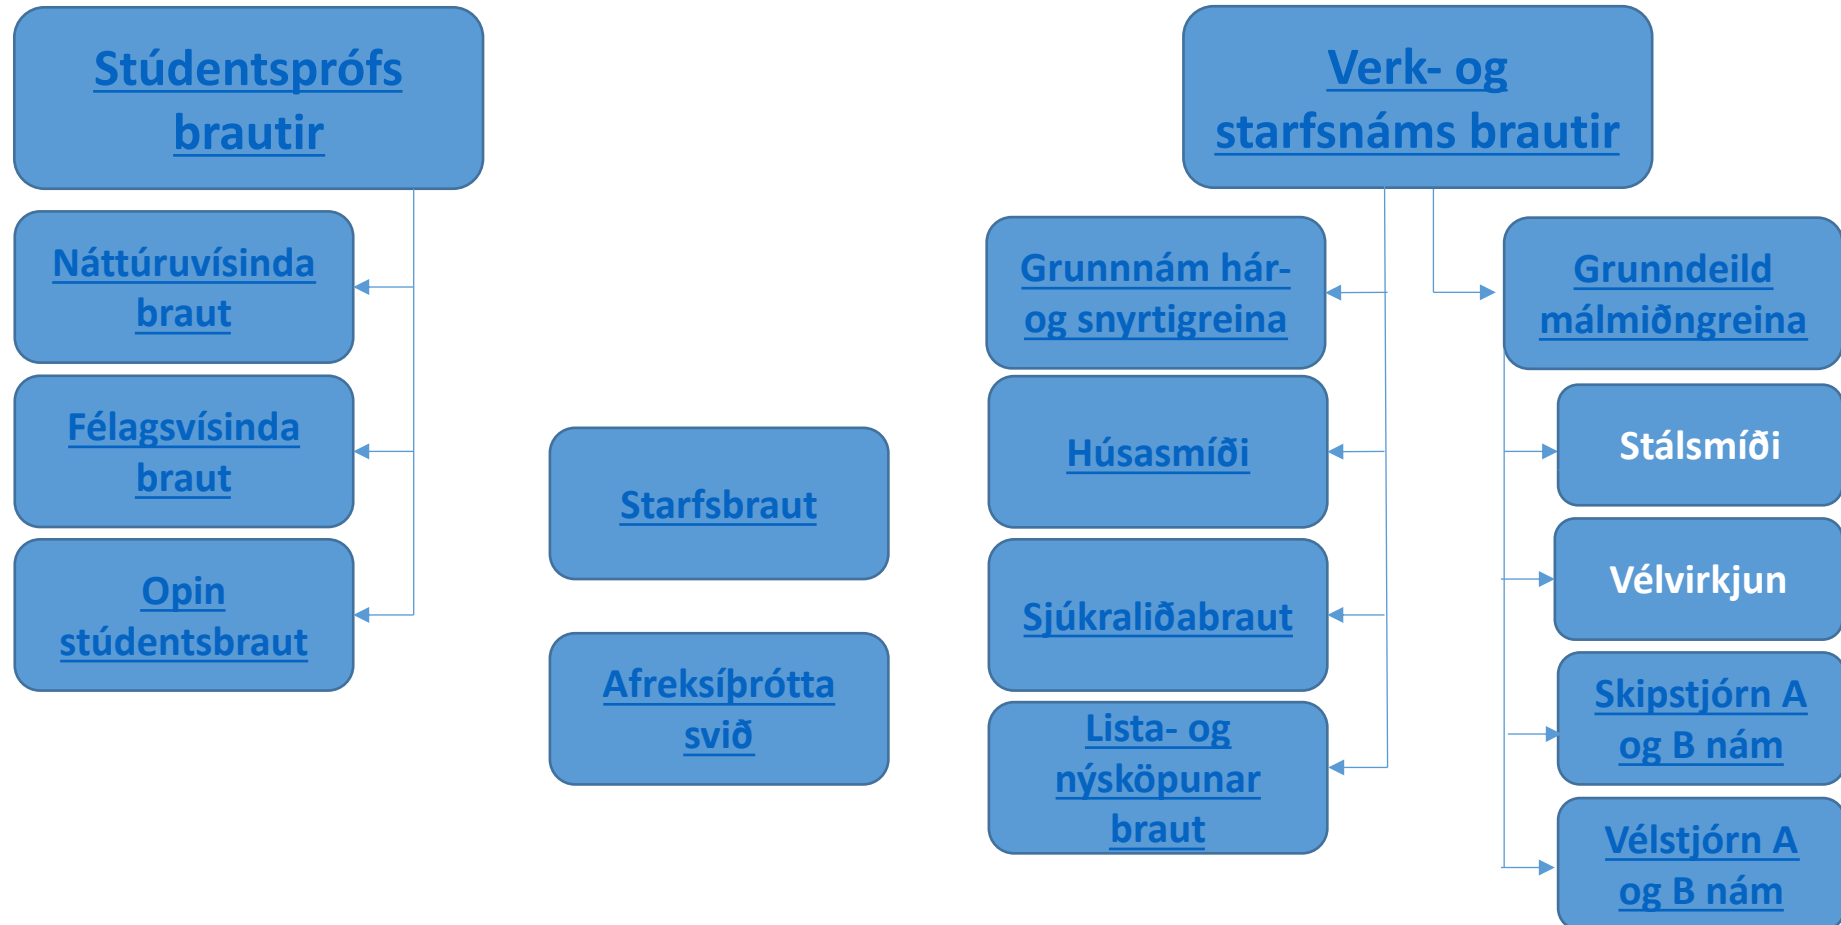 Stúdentsprófs
brautir
Náttúruvísinda
braut
Félagsvísinda
braut
Opin
stúdentsbraut
Starfsbraut
Afreksíþrótta
svið
Verk- og
starfsnáms brautir
Grunnnám hár-
og snyrtigreina
Húsasmíði
Sjúkraliðabraut
Lista- og
nýsköpunar
braut
Grunndeild
málmiðngreina
Stálsmíði
Vélvirkjun
Skipstjórn A
og B nám
Vélstjórn A
og B nám